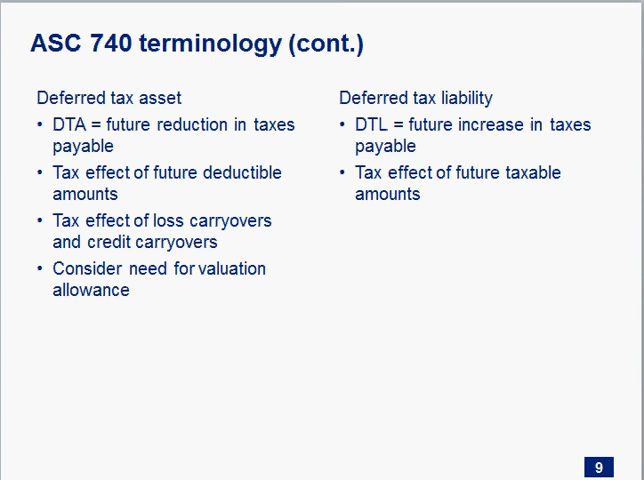 ASC 740 terminology (cont.)
Deferred tax asset
• DTA = future reduction in taxes
payable
• Tax effect of future deductible
amounts
• Tax effect of loss carryovers
and credit carryovers
• Consider need for valuation
allowance
Deferred tax liability
• DTL = future increase in taxes
payable
• Tax effect of future taxable
amounts
9